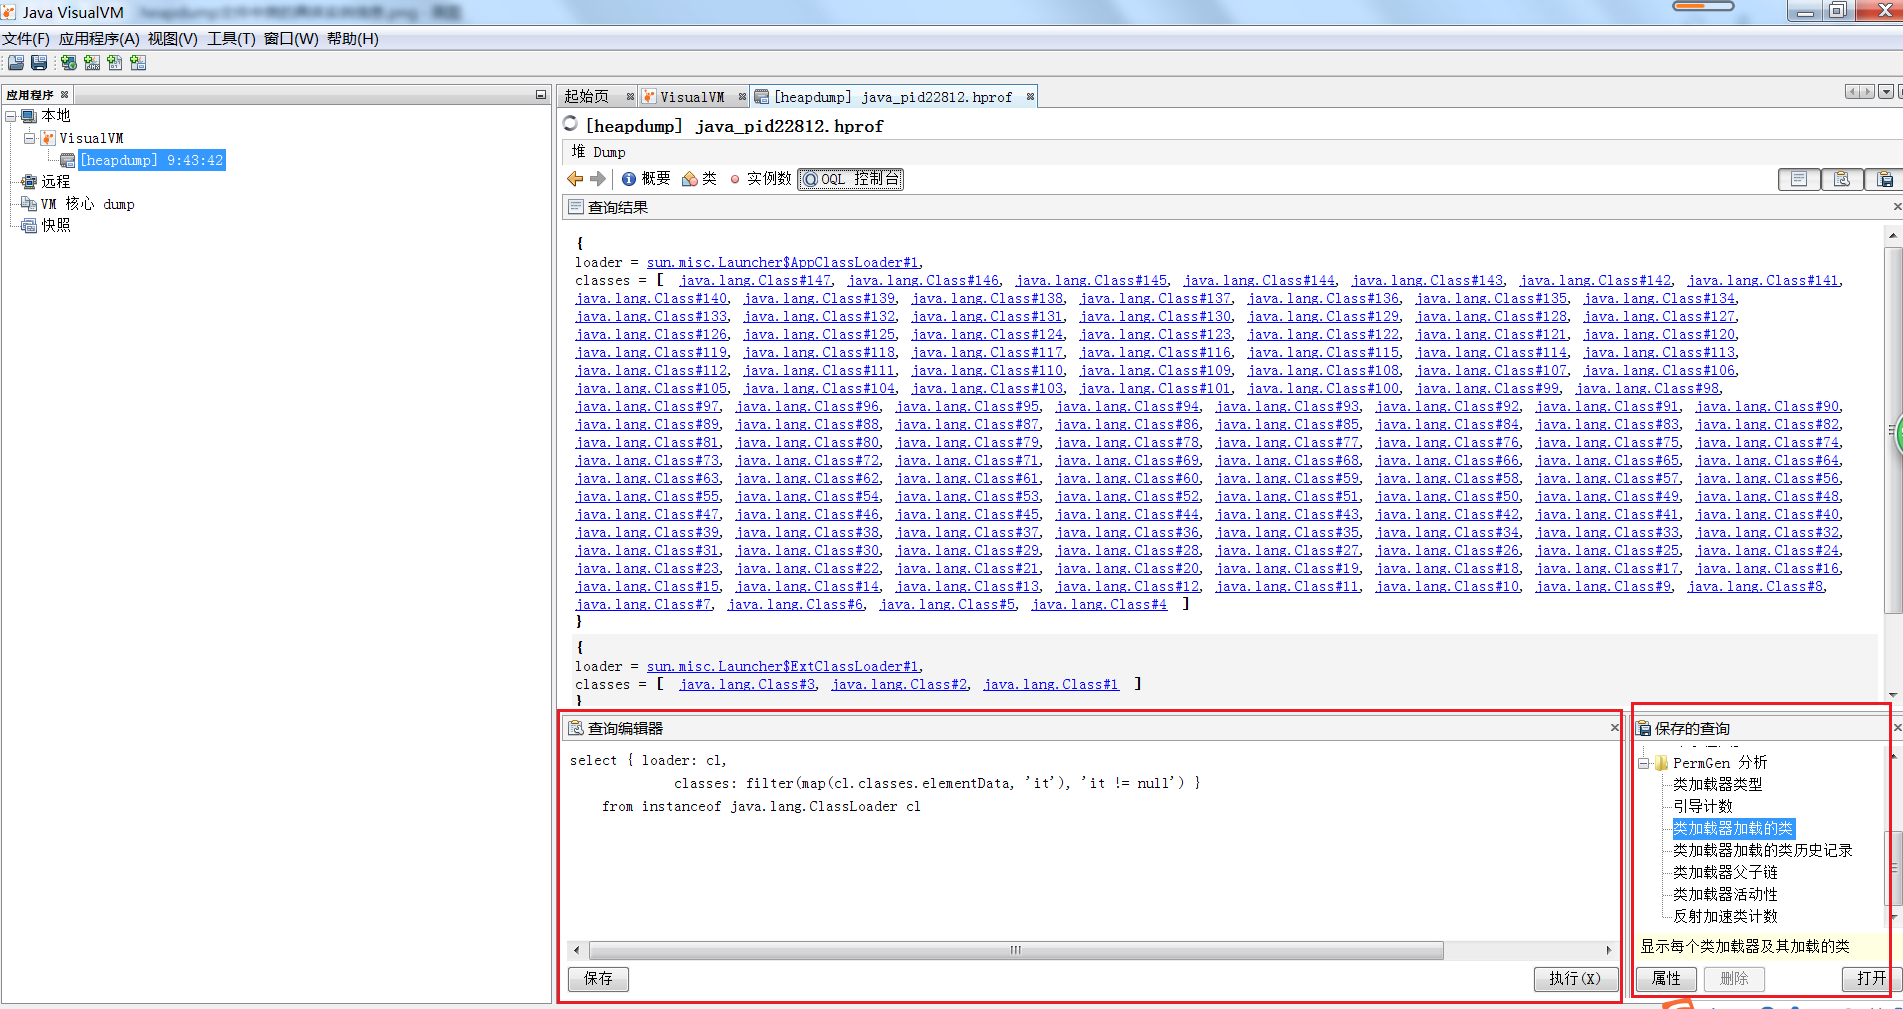 Java VisualVM
文件(F) 应用程序(A) 视图(V) 工具(T) 窗口(W) 帮助(H)
应用程序
本地
VisualVM
[heapdump] 9:43:42
远程
VM 核心 dump
快照
起始页 VisualVM [heapdump] java_pid22812.hprof
[heapdump] java_pid22812.hprof
堆 Dump
概要 类 实例数 OQL 控制台
查询结果
{
loader = sun.misc.Launcher$AppClassLoader#1,
classes = [ java.lang.Class#147, java.lang.Class#146, java.lang.Class#145, java.lang.Class#144, java.lang.Class#143, java.lang.Class#142, java.lang.Class#141,
java.lang.Class#140, java.lang.Class#139, java.lang.Class#138, java.lang.Class#137, java.lang.Class#136, java.lang.Class#135, java.lang.Class#134,
java.lang.Class#133, java.lang.Class#132, java.lang.Class#131, java.lang.Class#130, java.lang.Class#129, java.lang.Class#128, java.lang.Class#127,
java.lang.Class#126, java.lang.Class#125, java.lang.Class#124, java.lang.Class#123, java.lang.Class#122, java.lang.Class#121, java.lang.Class#120,
java.lang.Class#119, java.lang.Class#118, java.lang.Class#117, java.lang.Class#116, java.lang.Class#115, java.lang.Class#114, java.lang.Class#113,
java.lang.Class#112, java.lang.Class#111, java.lang.Class#110, java.lang.Class#109, java.lang.Class#108, java.lang.Class#107, java.lang.Class#106,
java.lang.Class#105, java.lang.Class#104, java.lang.Class#103, java.lang.Class#101, java.lang.Class#100, java.lang.Class#99, java.lang.Class#98,
java.lang.Class#97, java.lang.Class#96, java.lang.Class#95, java.lang.Class#94, java.lang.Class#93, java.lang.Class#92, java.lang.Class#91, java.lang.Class#90,
java.lang.Class#89, java.lang.Class#88, java.lang.Class#87, java.lang.Class#86, java.lang.Class#85, java.lang.Class#84, java.lang.Class#83, java.lang.Class#82,
java.lang.Class#81, java.lang.Class#80, java.lang.Class#79, java.lang.Class#78, java.lang.Class#77, java.lang.Class#76, java.lang.Class#75, java.lang.Class#74,
java.lang.Class#73, java.lang.Class#72, java.lang.Class#71, java.lang.Class#69, java.lang.Class#68, java.lang.Class#66, java.lang.Class#65, java.lang.Class#64,
java.lang.Class#63, java.lang.Class#62, java.lang.Class#61, java.lang.Class#60, java.lang.Class#59, java.lang.Class#58, java.lang.Class#57, java.lang.Class#56,
java.lang.Class#55, java.lang.Class#54, java.lang.Class#53, java.lang.Class#52, java.lang.Class#51, java.lang.Class#50, java.lang.Class#49, java.lang.Class#48,
java.lang.Class#47, java.lang.Class#46, java.lang.Class#45, java.lang.Class#44, java.lang.Class#43, java.lang.Class#42, java.lang.Class#41, java.lang.Class#40,
java.lang.Class#39, java.lang.Class#38, java.lang.Class#37, java.lang.Class#36, java.lang.Class#35, java.lang.Class#34, java.lang.Class#33, java.lang.Class#32,
java.lang.Class#31, java.lang.Class#30, java.lang.Class#29, java.lang.Class#28, java.lang.Class#27, java.lang.Class#26, java.lang.Class#25, java.lang.Class#24,
java.lang.Class#23, java.lang.Class#22, java.lang.Class#21, java.lang.Class#20, java.lang.Class#19, java.lang.Class#18, java.lang.Class#17, java.lang.Class#16,
java.lang.Class#15, java.lang.Class#14, java.lang.Class#13, java.lang.Class#12, java.lang.Class#11, java.lang.Class#10, java.lang.Class#9, java.lang.Class#8,
java.lang.Class#7, java.lang.Class#6, java.lang.Class#5, java.lang.Class#4 ]
}
{
loader = sun.misc.Launcher$ExtClassLoader#1,
classes = [ java.lang.Class#3, java.lang.Class#2, java.lang.Class#1 ]
}
查询编辑器
select { loader: cl,
classes: filter(map(cl.classes.elementData, 'it'), 'it != null') }
from instanceof java.lang.ClassLoader cl
保存 执行(X)
保存的查询
PermGen 分析
类加载器类型
引导计数
类加载器加载的类
类加载器加载的类历史记录
类加载器父子链
类加载器活动性
反射加速类计数
显示每个类加载器及其加载的类
属性 删除 打开